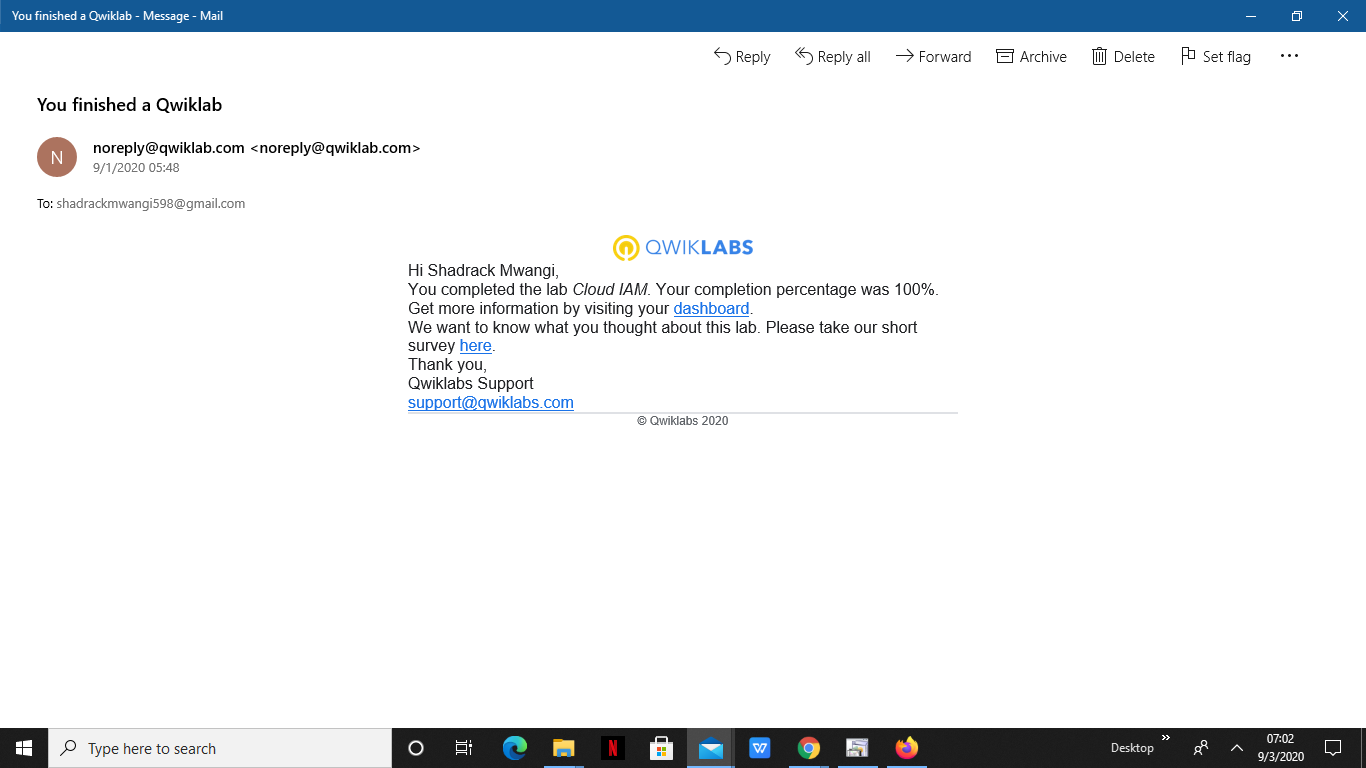 You finished a Qwiklab - Message - Mail
Reply
Reply all
Forward
Archive
Delete
Set flag
You finished a Qwiklab
N
noreply@qwiklab.com <noreply@qwiklab.com>
9/1/2020 05:48
To: shadrackmwangi598@gmail.com
QWIKLABS
Hi Shadrack Mwangi,
You completed the lab Cloud IAM. Your completion percentage was 100%.
Get more information by visiting your dashboard.
We want to know what you thought about this lab. Please take our short
survey here.
Thank you,
Qwiklabs Support
support@qwiklabs.com
© Qwiklabs 2020
Type here to search
N
W
Desktop
07:02
9/3/2020